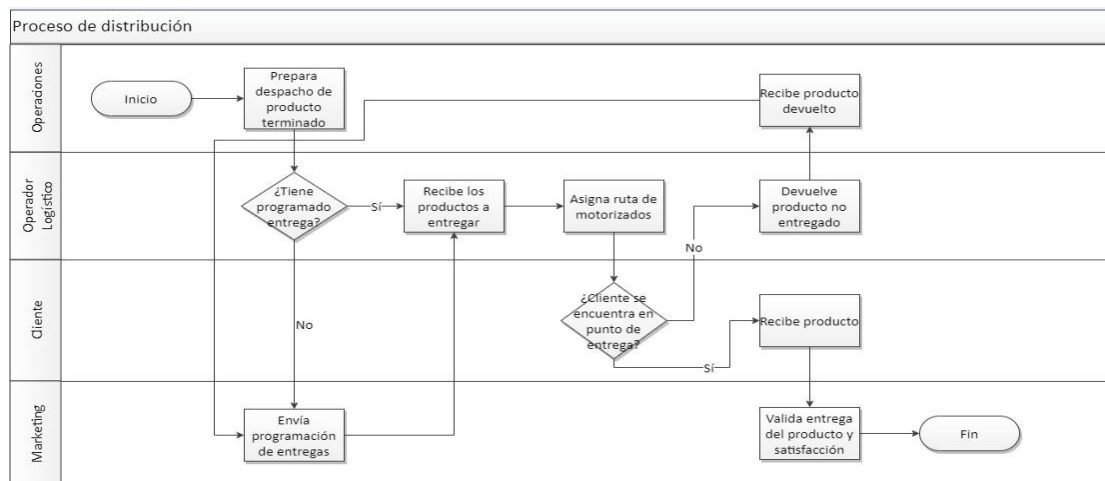 Proceso de distribución
Operaciones
Inicio
Prepara
despacho de
producto
terminado
Recibe producto
devuelto
Operador
Logístico
¿Tiene
programado
entrega?
Sí
Recibe los
productos a
entregar
Asigna ruta de
motorizados
No
Devuelve
producto no
entregado
Cliente
No
¿Cliente se
encuentra en
punto de
entrega?
Sí
Recibe producto
Marketing
Envía
programación
de entregas
Valida entrega
del producto y
satisfacción
Fin